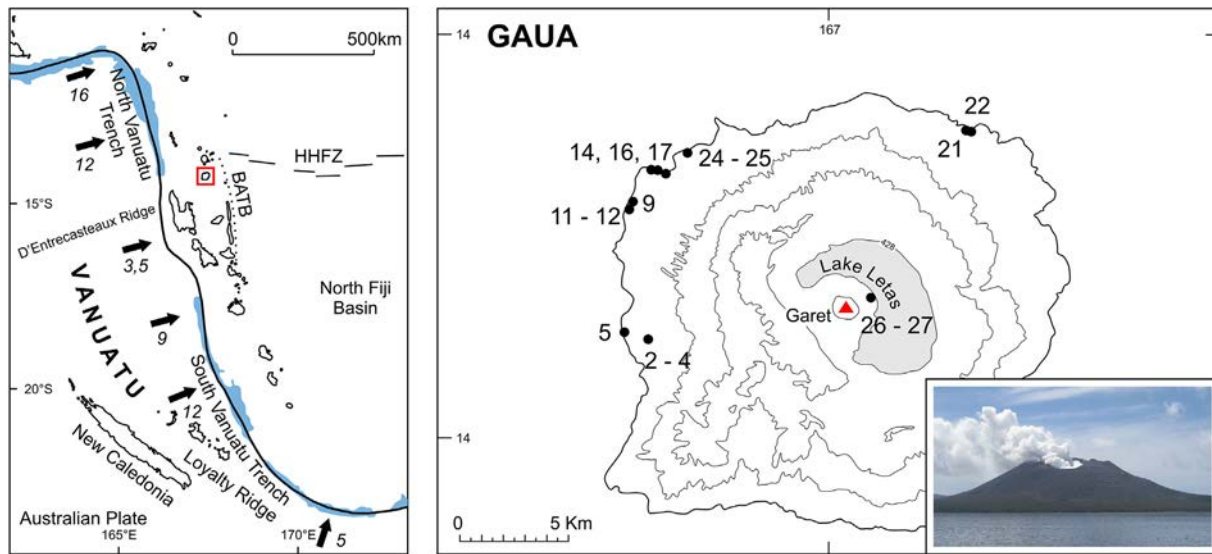 0 500km
North Vanuatu
Trench
16
12
HHFZ
BATB
15°S
D'Entrecasteaux Ridge
3,5
VANUATU
North Fiji
Basin
9
South Vanuatu Trench
20°S
12
New Caledonia
Loyalty Ridge
Australian Plate
5
165°E
170°E
14
GAUA
167
22
21
14, 16, 17
24 - 25
9
11 - 12
428
Lake Letas
Garet
26 - 27
5
2 - 4
14
0 5 Km